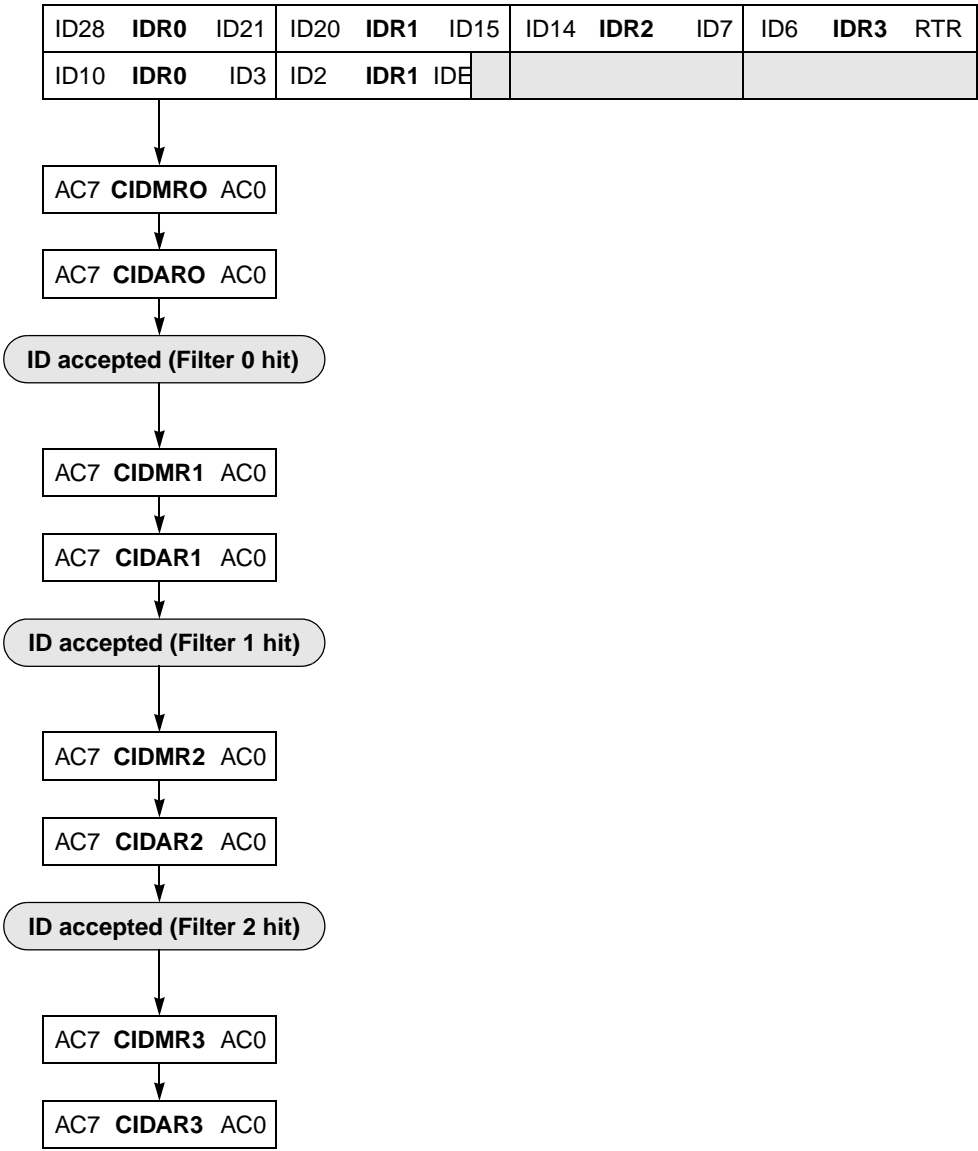 ID28 IDR0 ID21 ID20 IDR1 ID15 ID14 IDR2 ID7 ID6 IDR3 RTR
ID10 IDR0 ID3 ID2 IDR1 IDE
AC7 CIDMRO AC0
AC7 CIDARO AC0
ID accepted (Filter 0 hit)
AC7 CIDMR1 AC0
AC7 CIDAR1 AC0
ID accepted (Filter 1 hit)
AC7 CIDMR2 AC0
AC7 CIDAR2 AC0
ID accepted (Filter 2 hit)
AC7 CIDMR3 AC0
AC7 CIDAR3 AC0